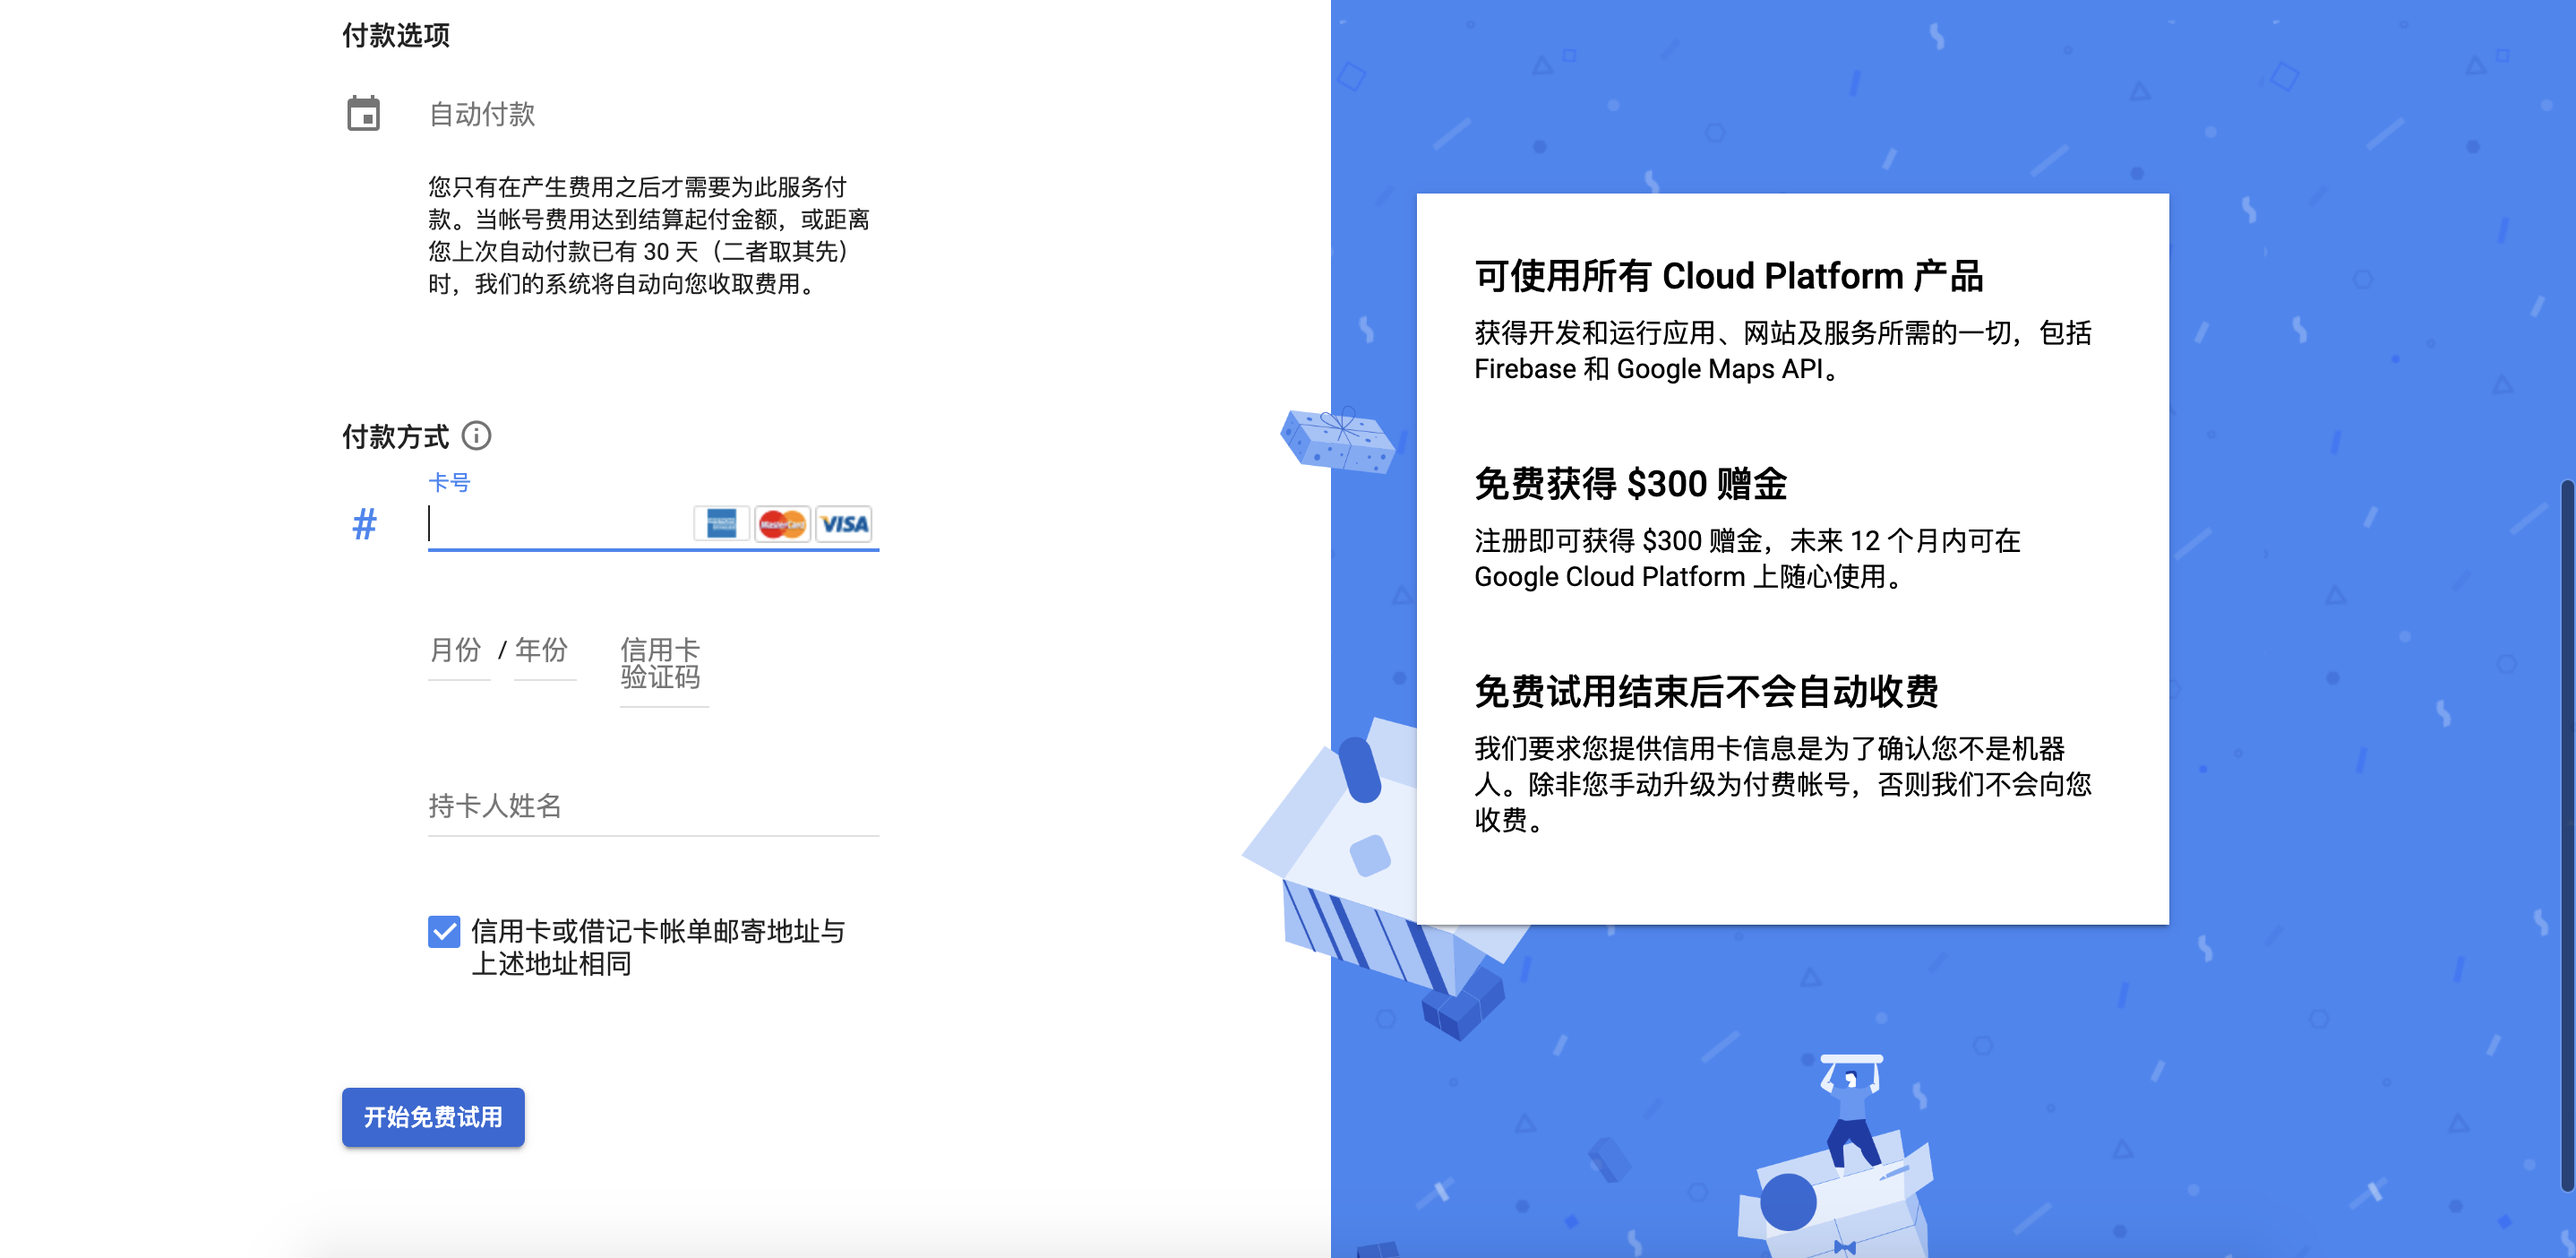 付款选项
自动付款
您只有在产生费用之后才需要为此服务付
款。当帐号费用达到结算起付金额，或距离
您上次自动付款已有 30 天（二者取其先）
时，我们的系统将自动向您收取费用。
付款方式
卡号
#
MasterCard VISA
月份 / 年份 信用卡
验证码
持卡人姓名
信用卡或借记卡帐单邮寄地址与
上述地址相同
开始免费试用
可使用所有 Cloud Platform 产品
获得开发和运行应用、网站及服务所需的一切，包括
Firebase 和 Google Maps API。
免费获得 $300 赠金
注册即可获得 $300 赠金，未来 12 个月内可在
Google Cloud Platform 上随心使用。
免费试用结束后不会自动收费
我们要求您提供信用卡信息是为了确认您不是机器
人。除非您手动升级为付费帐号，否则我们不会向您
收费。